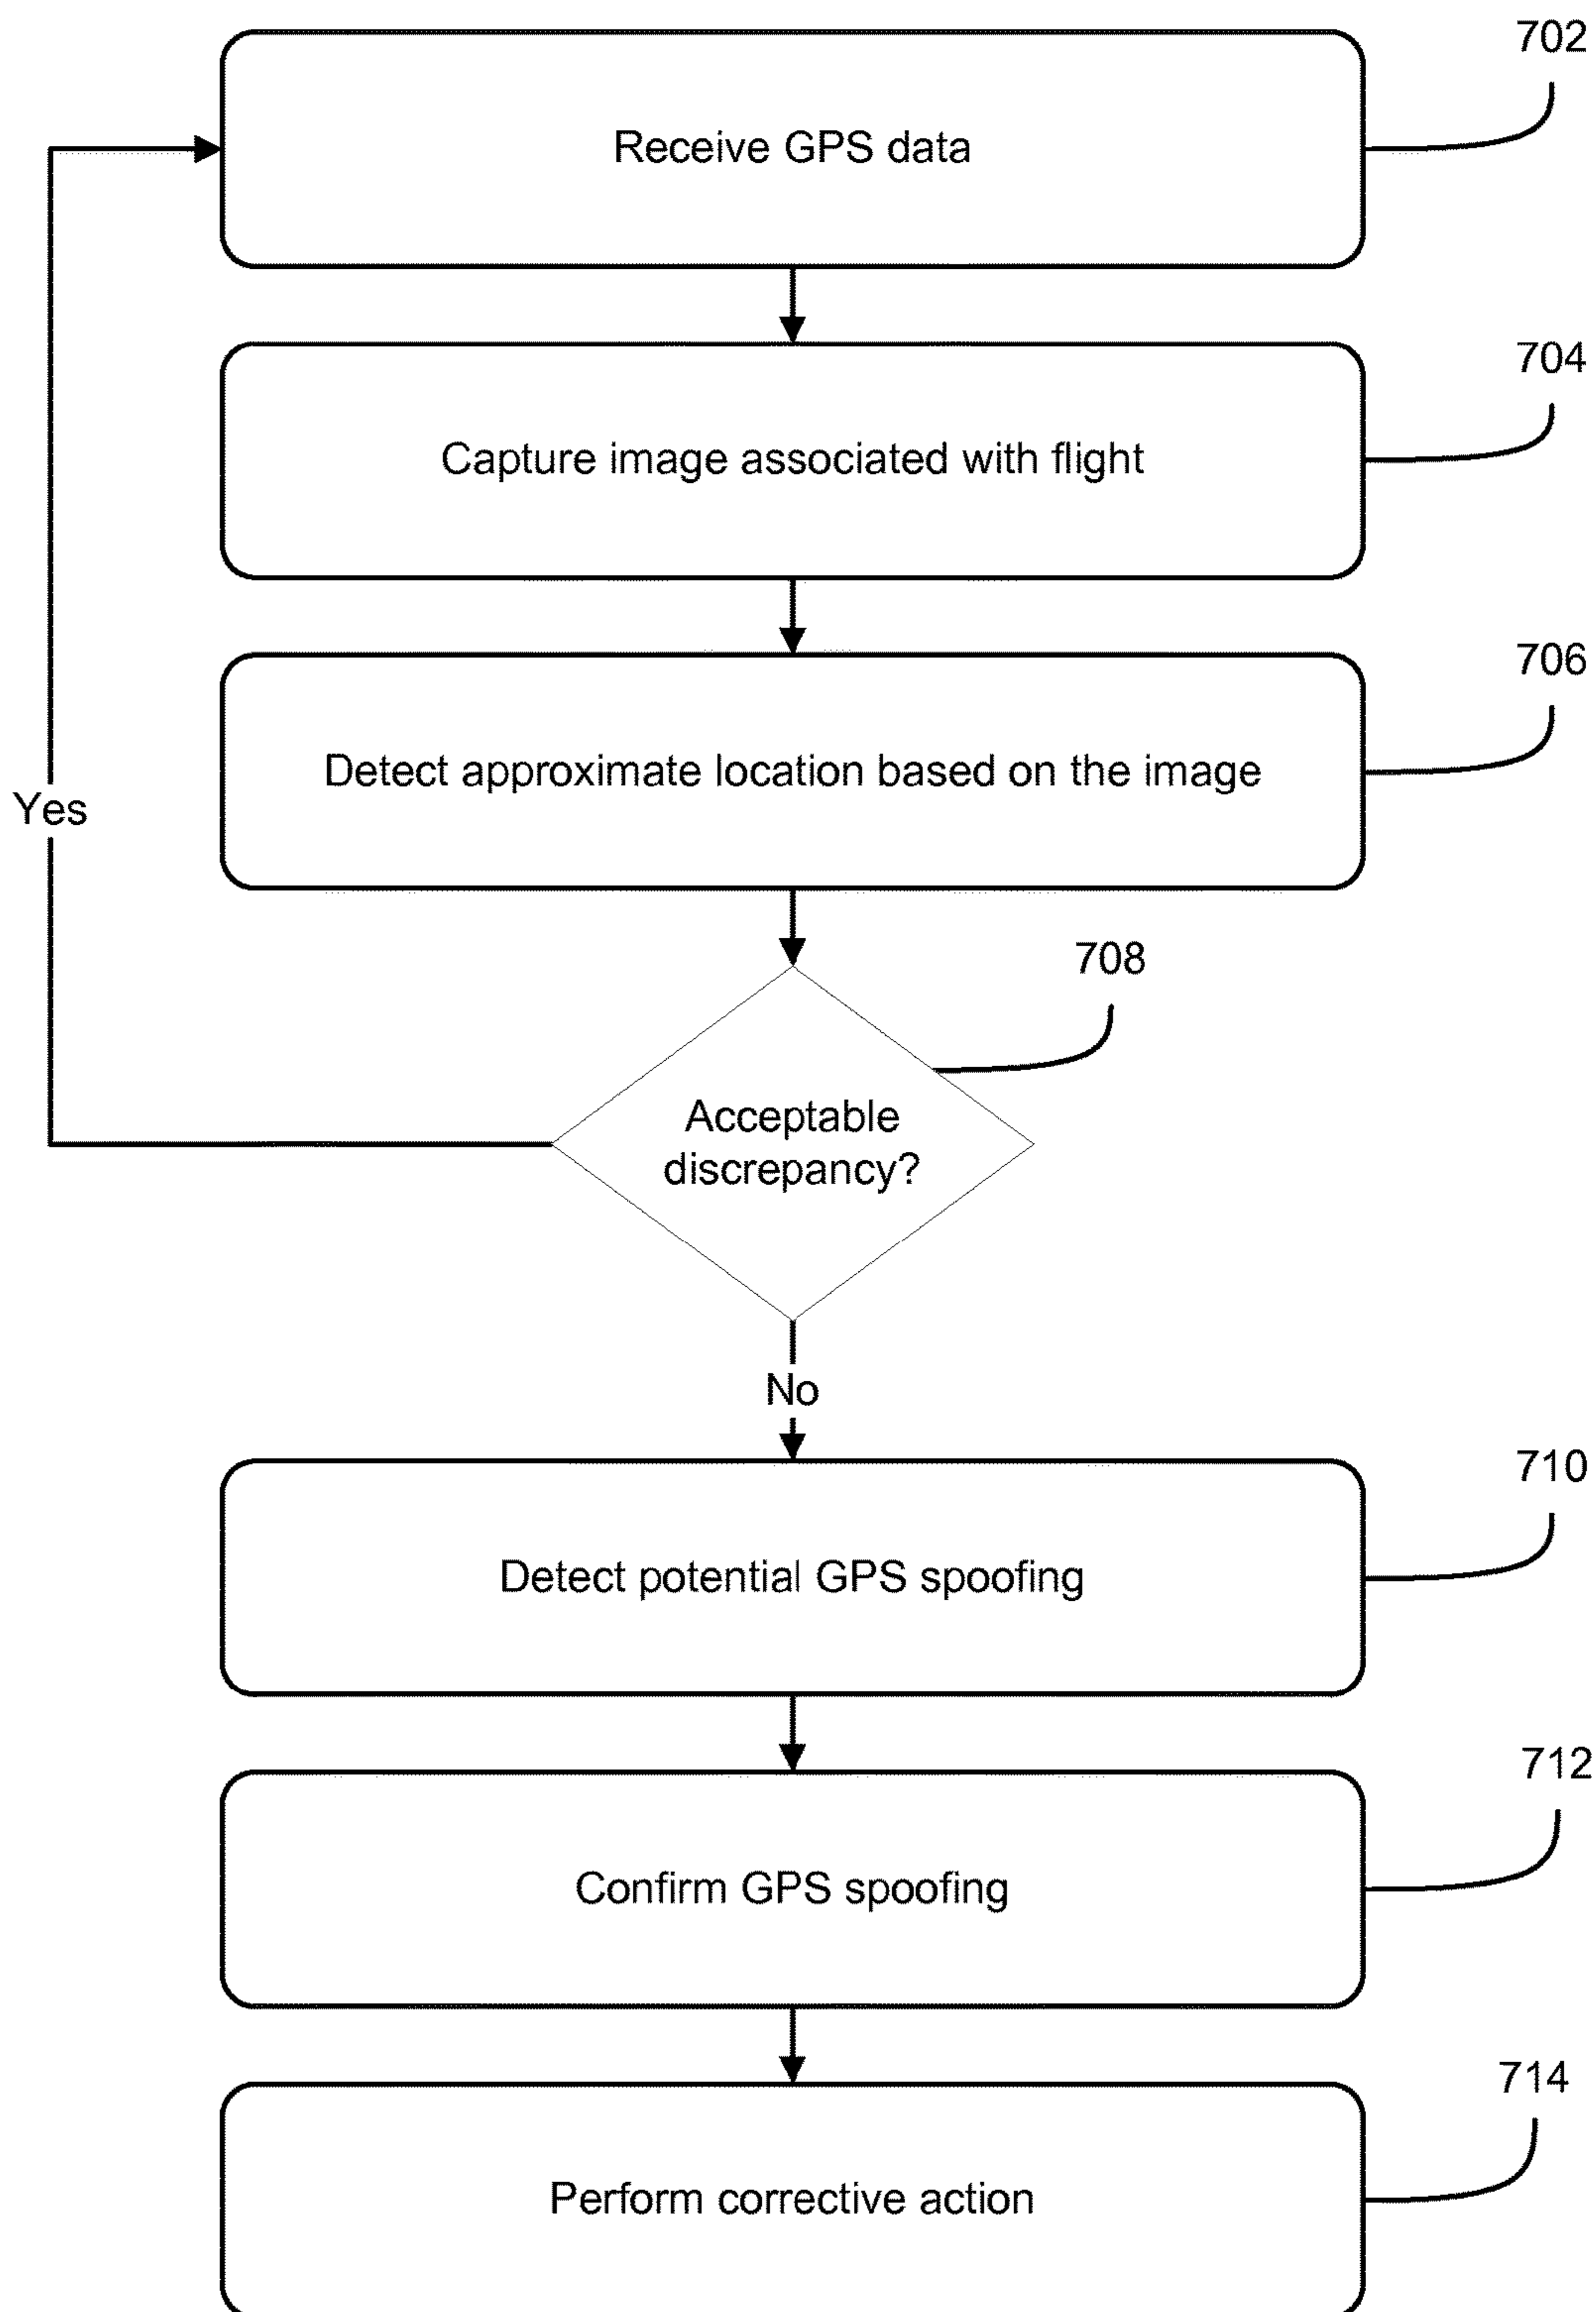 702
Receive GPS data
704
Capture image associated with flight
706
Detect approximate location based on the image
Yes
708
Acceptable
discrepancy?
No
710
Detect potential GPS spoofing
712
Confirm GPS spoofing
714
Perform corrective action